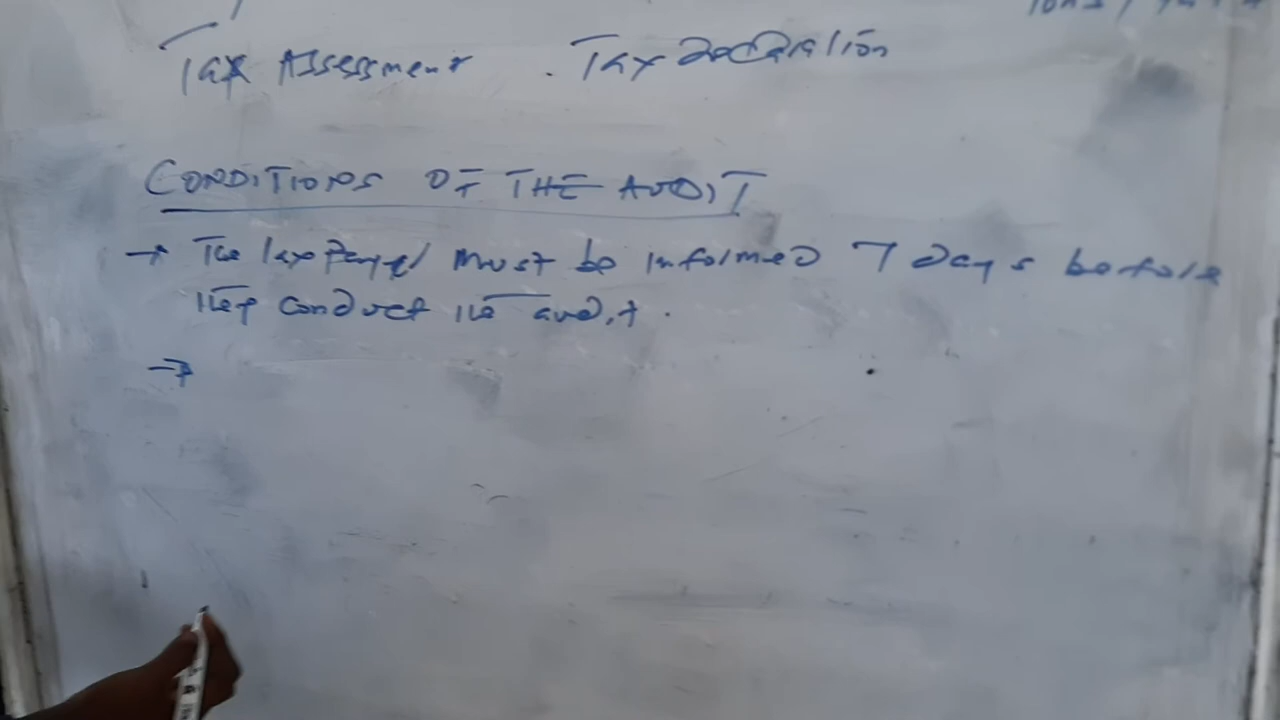 Tax Assessment . Tax Declaration
CONDITIONS OF THE AUDIT
→ The taxpayer must be informed 7 days before
they conduct the audit.
→